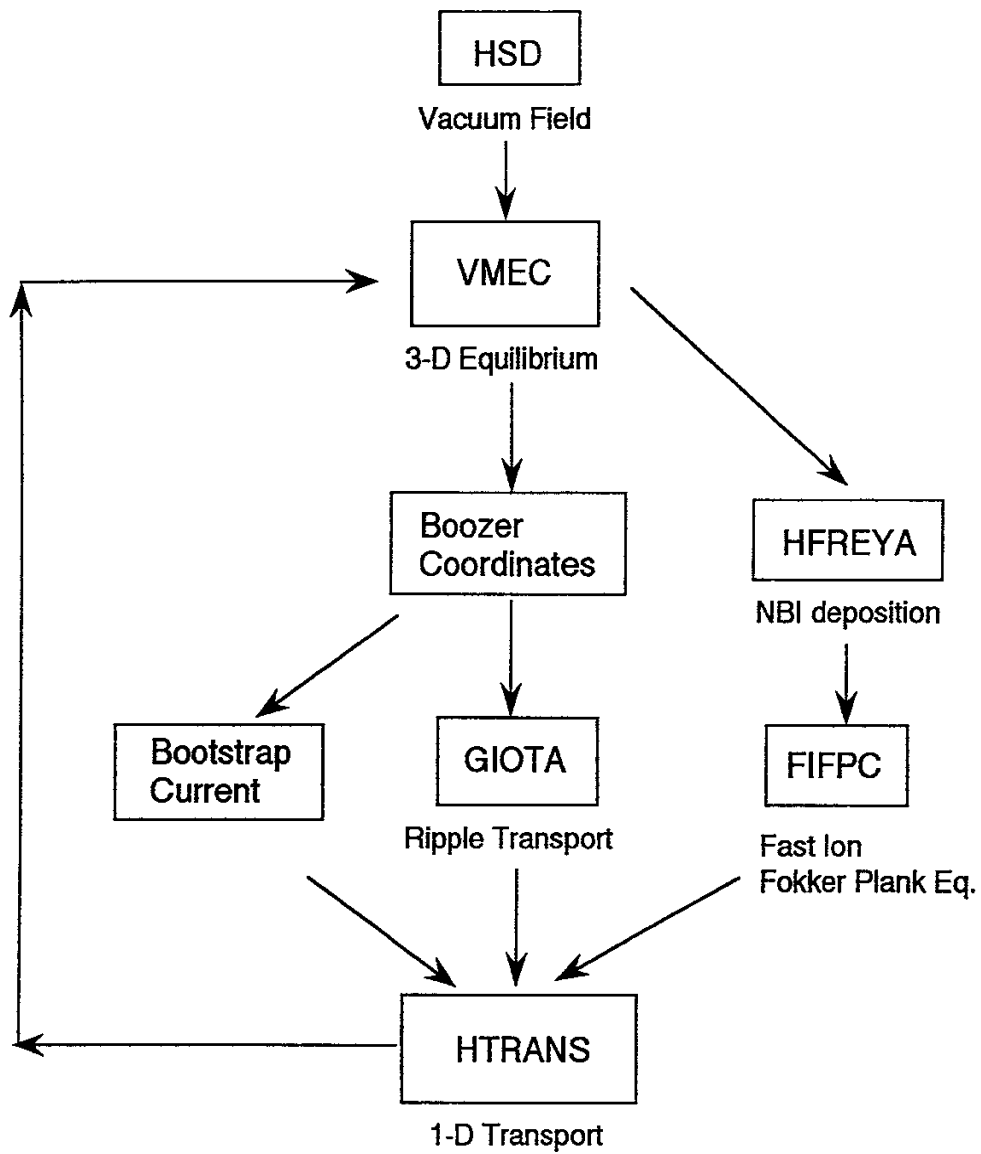 HSD
Vacuum Field
VMEC
3-D Equilibrium
Boozer
Coordinates
HFREYA
NBI deposition
Bootstrap
Current
GIOTA
Ripple Transport
FIFPC
Fast Ion
Fokker Plank Eq.
HTRANS
1-D Transport